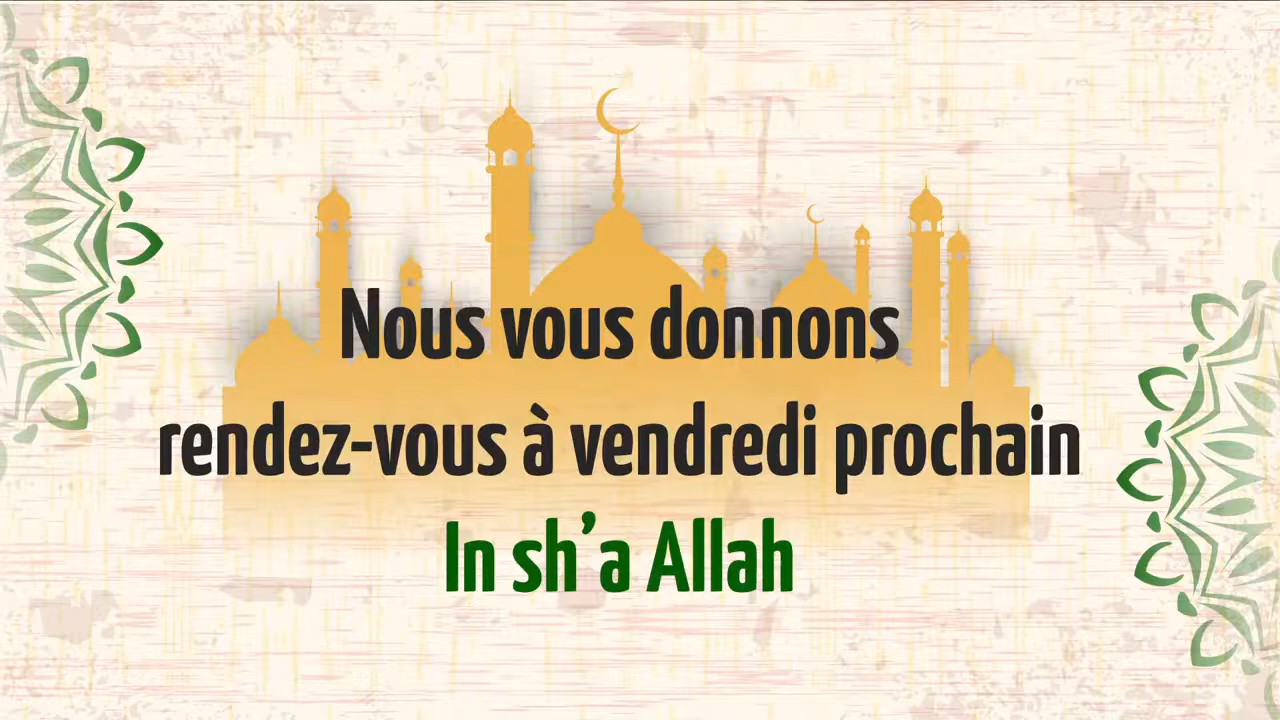 Nous vous donnons
rendez-vous à vendredi prochain
In sh’a Allah